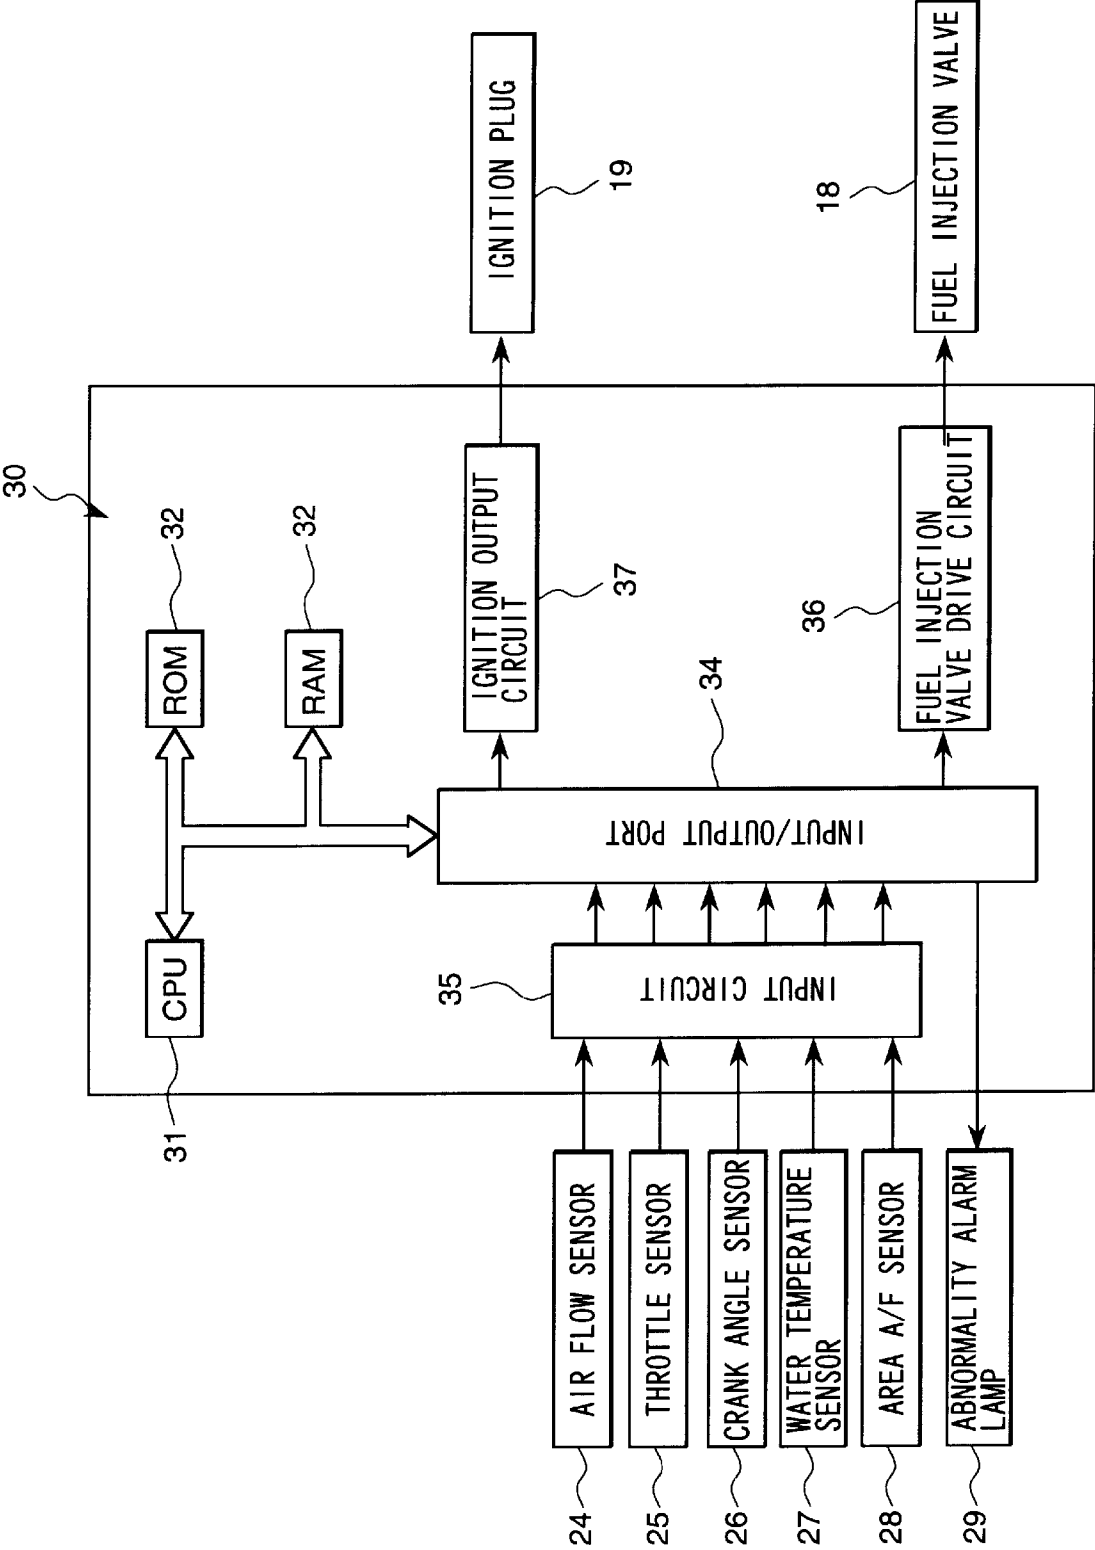 30
CPU
31
ROM
32
RAM
32
AIR FLOW SENSOR
24
THROTTLE SENSOR
25
CRANK ANGLE SENSOR
26
WATER TEMPERATURE
SENSOR
27
AREA A/F SENSOR
28
ABNORMALITY ALARM
LAMP
29
INPUT CIRCUIT
35
INPUT/OUTPUT PORT
34
IGNITION OUTPUT
CIRCUIT
37
IGNITION PLUG
19
FUEL INJECTION
VALVE DRIVE CIRCUIT
36
FUEL INJECTION VALVE
18